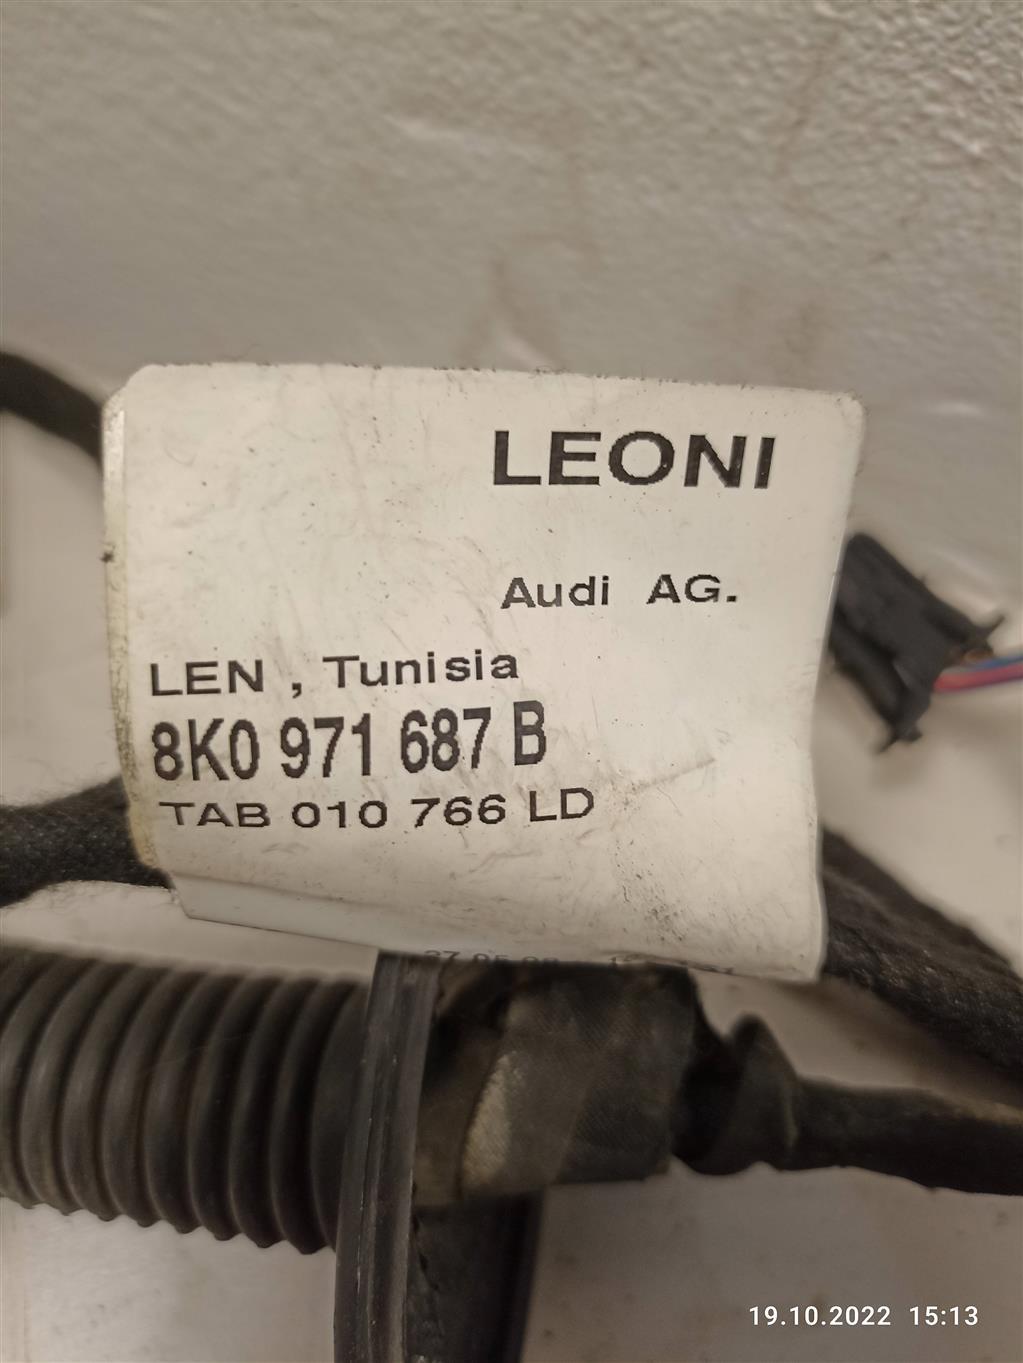 LEONI
Audi AG.
LEN , Tunisia
8K0 971 687 B
TAB 010 766 LD
19.10.2022 15:13